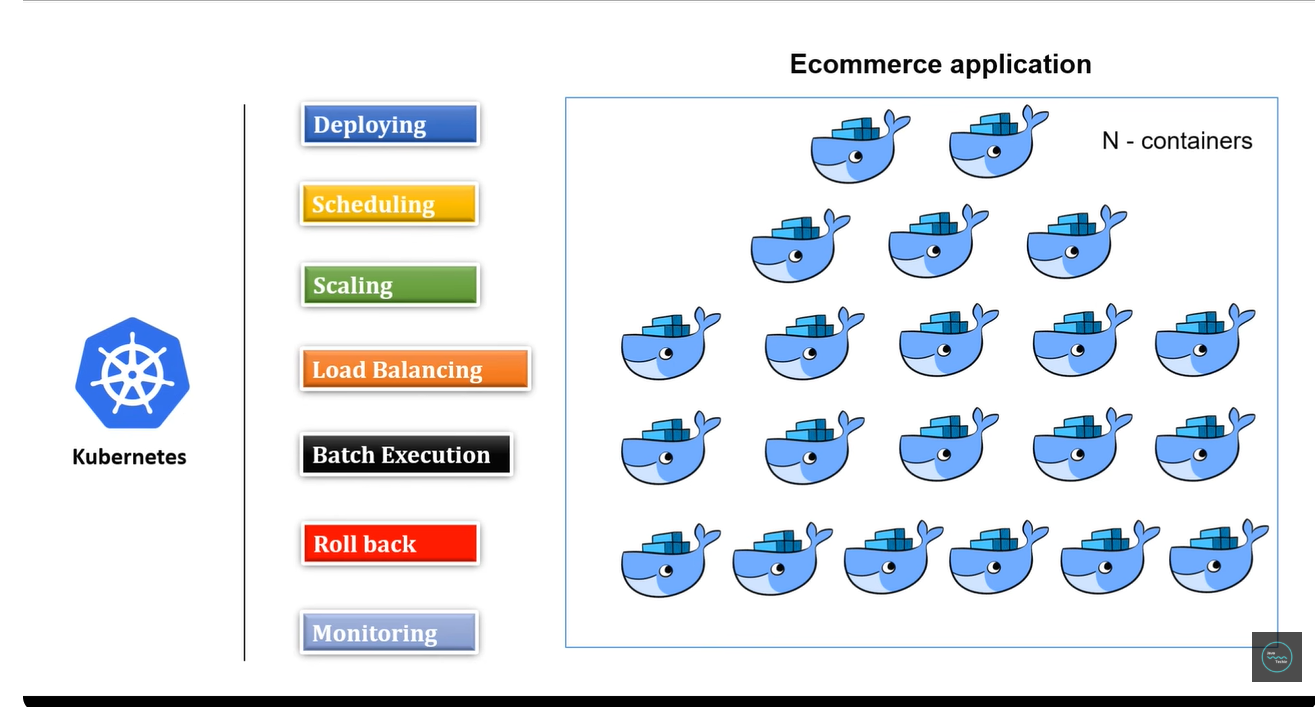 Ecommerce application
Deploying
N - containers
Scheduling
Scaling
Load Balancing
Kubernetes
Batch Execution
Roll back
Monitoring